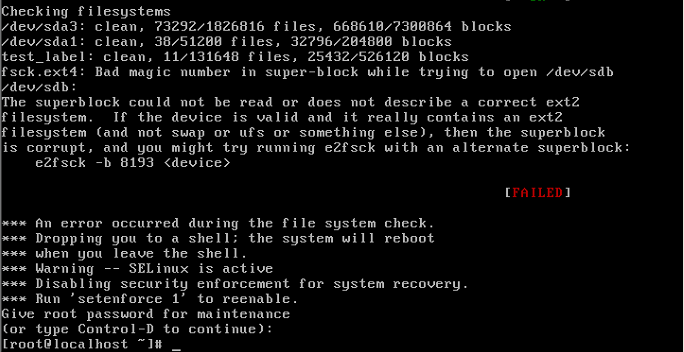 Checking filesystems
/dev/sda3: clean, 73292/1826816 files, 668610/7300864 blocks
/dev/sda1: clean, 38/51200 files, 32796/204800 blocks
test_label: clean, 11/131648 files, 25432/526120 blocks
fsck.ext4: Bad magic number in super-block while trying to open /dev/sdb
/dev/sdb:
The superblock could not be read or does not describe a correct ext2
filesystem.  If the device is valid and it really contains an ext2
filesystem (and not swap or ufs or something else), then the superblock
is corrupt, and you might try running e2fsck with an alternate superblock:
    e2fsck -b 8193 <device>
[FAILED]
*** An error occurred during the file system check.
*** Dropping you to a shell; the system will reboot
*** when you leave the shell.
*** Warning -- SELinux is active
*** Disabling security enforcement for system recovery.
*** Run 'setenforce 1' to reenable.
Give root password for maintenance
(or type Control-D to continue):
[root@localhost ~]# _